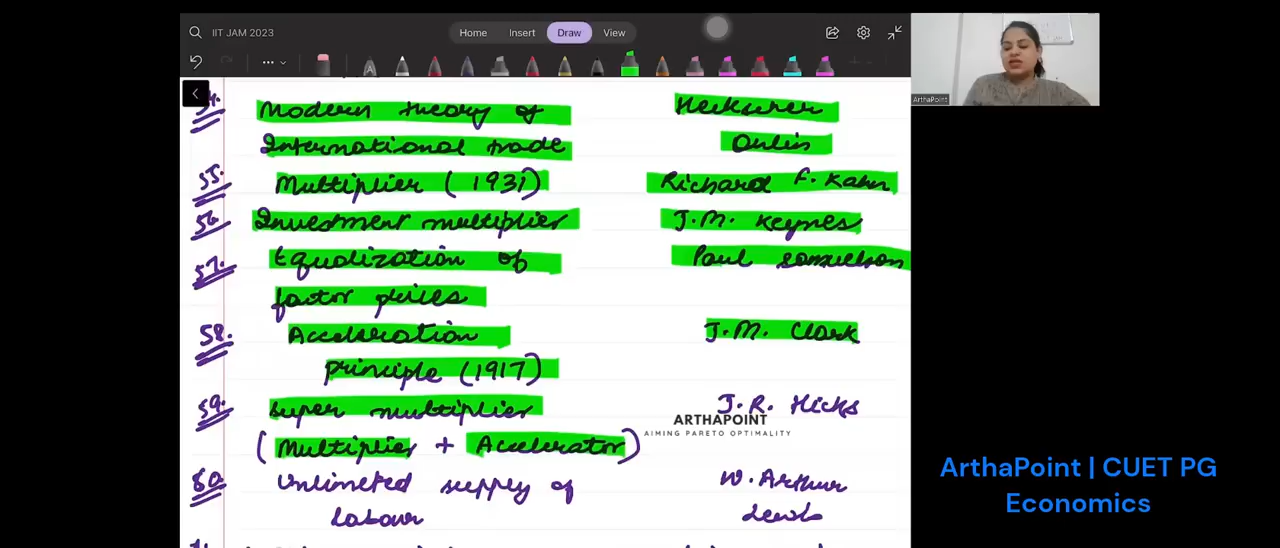 IIT JAM 2023
Home Insert Draw View
ArthaPoint
54. Modern theory of Heckscher
International trade Ohlin
55. Multiplier (1931) Richard F. Kahn
56. Investment multiplier J.M. Keynes
57. Equalization of Paul Samuelson
factor prices
58. Acceleration J.M. Clark
principle (1917)
59. Super multiplier J.R. Hicks
ARTHAPOINT
AIMING PARETO OPTIMALITY
(Multiplier + Accelerator)
60. Unlimited supply of W. Arthur
labour Lewis
ArthaPoint | CUET PG
Economics